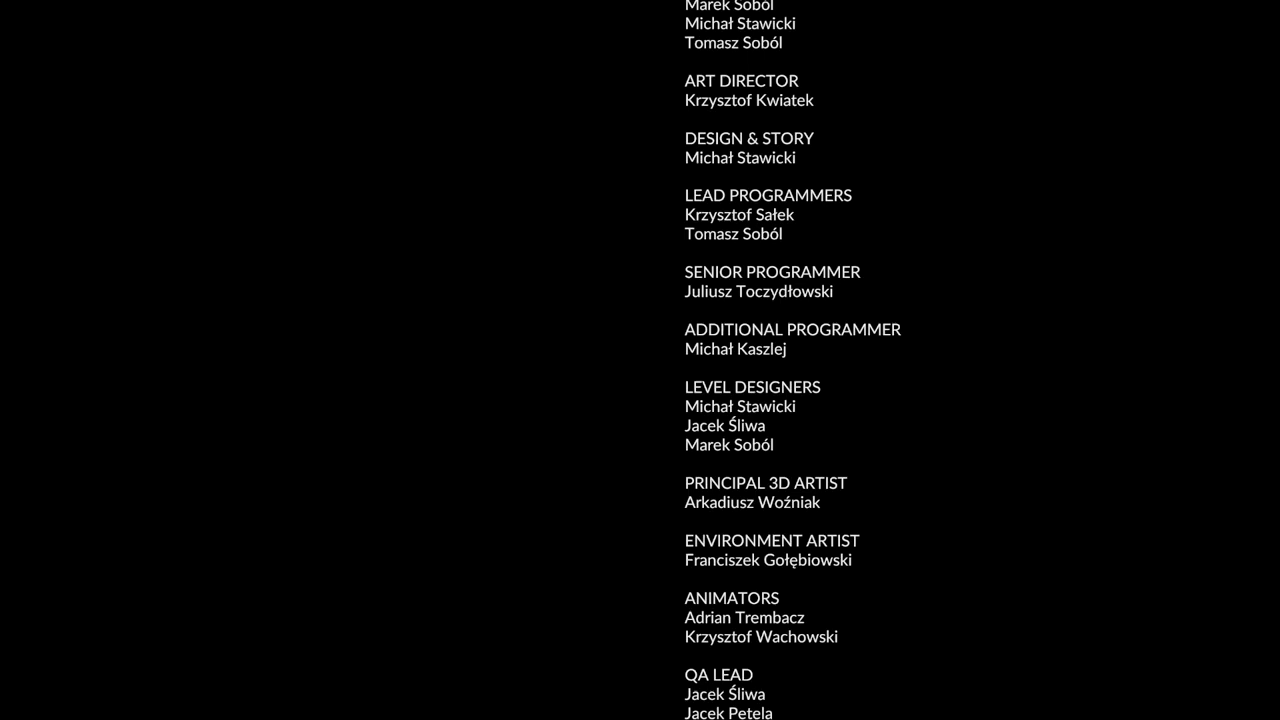 Marek Soból
Michał Stawicki
Tomasz Soból
ART DIRECTOR
Krzysztof Kwiatek
DESIGN & STORY
Michał Stawicki
LEAD PROGRAMMERS
Krzysztof Sałek
Tomasz Soból
SENIOR PROGRAMMER
Juliusz Toczydłowski
ADDITIONAL PROGRAMMER
Michał Kaszlej
LEVEL DESIGNERS
Michał Stawicki
Jacek Śliwa
Marek Soból
PRINCIPAL 3D ARTIST
Arkadiusz Woźniak
ENVIRONMENT ARTIST
Franciszek Gołębiowski
ANIMATORS
Adrian Trembacz
Krzysztof Wachowski
QA LEAD
Jacek Śliwa
Jacek Petela